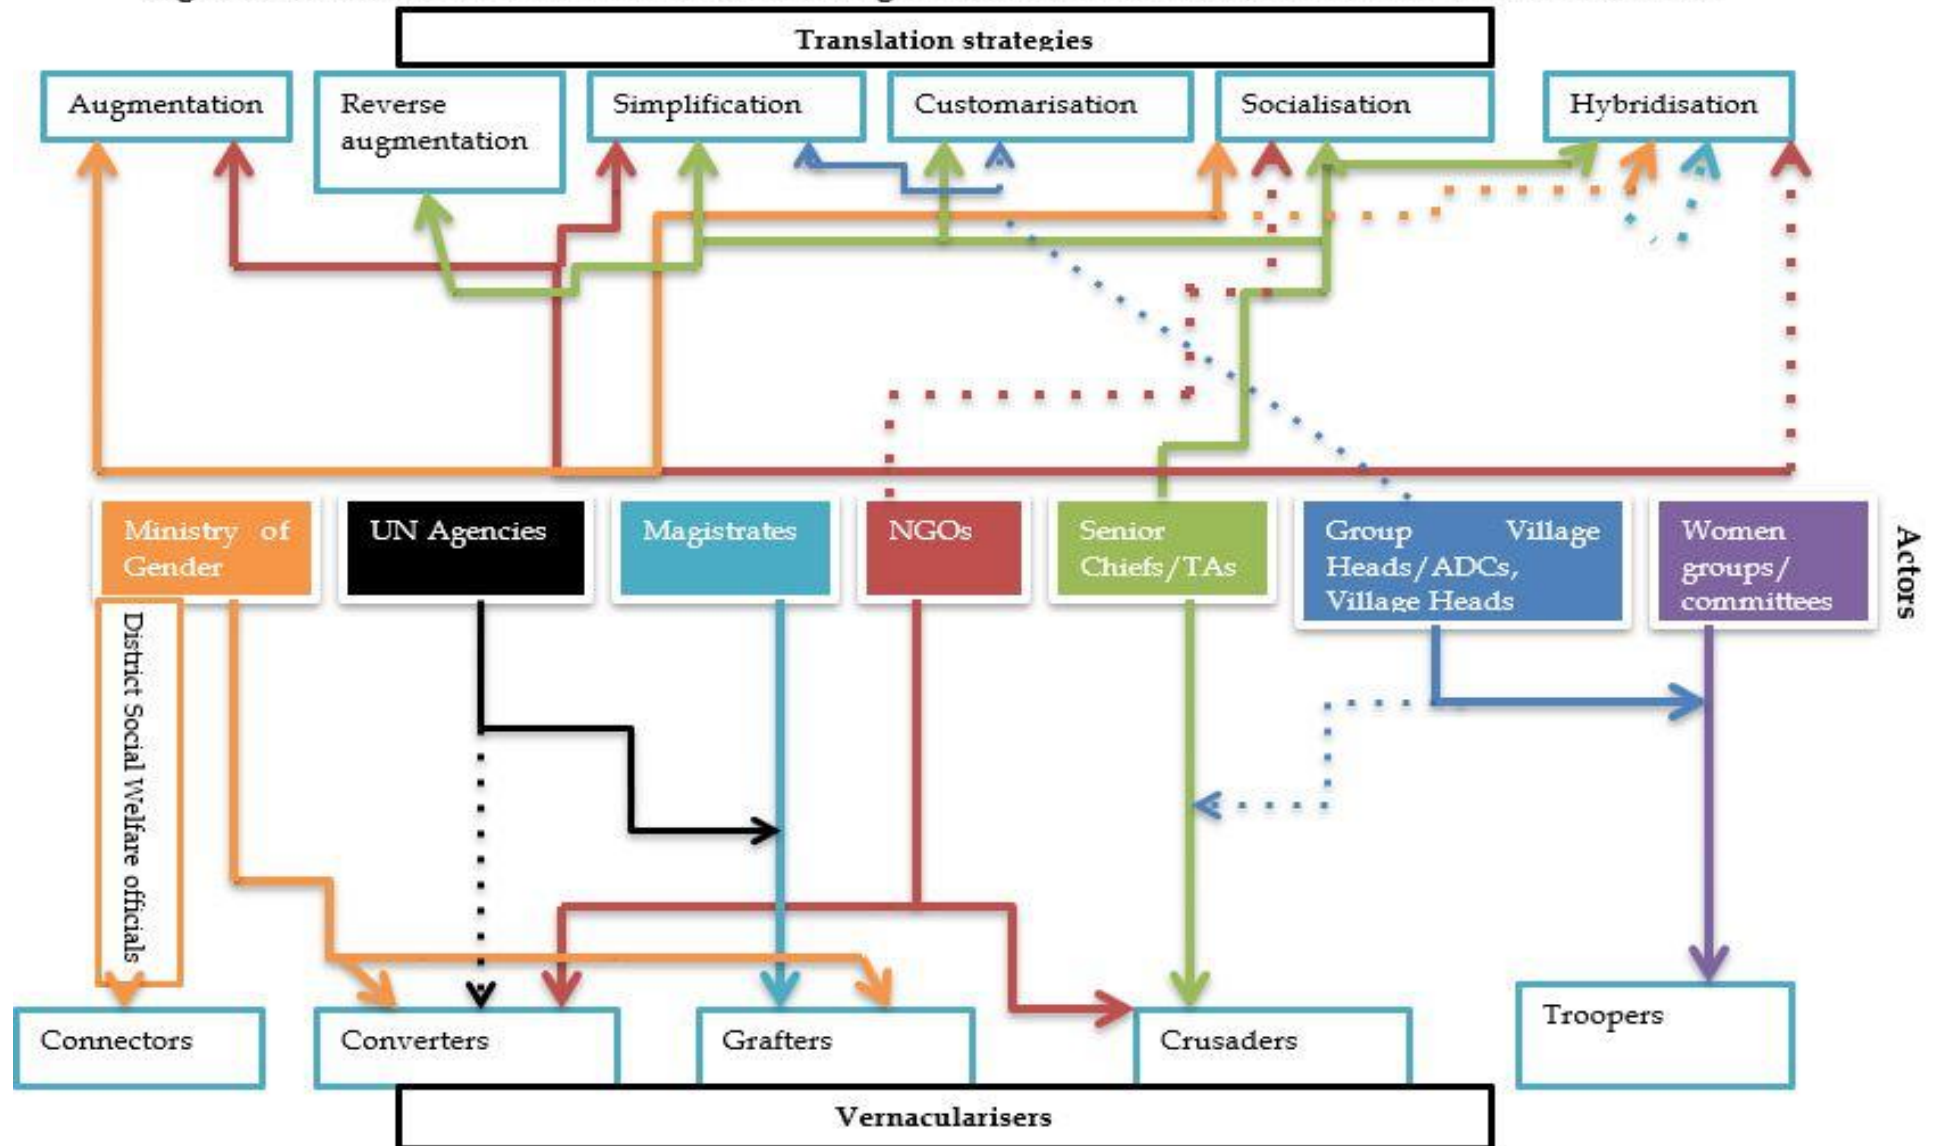 Translation strategies
Augmentation
Reverse
augmentation
Simplification
Customarisation
Socialisation
Hybridisation
Ministry of
Gender
UN Agencies
Magistrates
NGOs
Senior
Chiefs/TAs
Group Village
Heads/ADCs,
Village Heads
Women
groups/
committees
Actors
District Social Welfare officials
Connectors
Converters
Grafters
Crusaders
Troopers
Vernacularisers